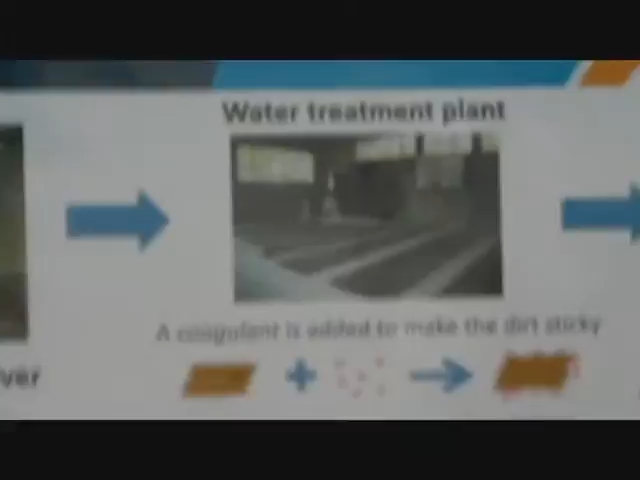 Water treatment plant
A coagulant is added to make the dirt sticky
ver